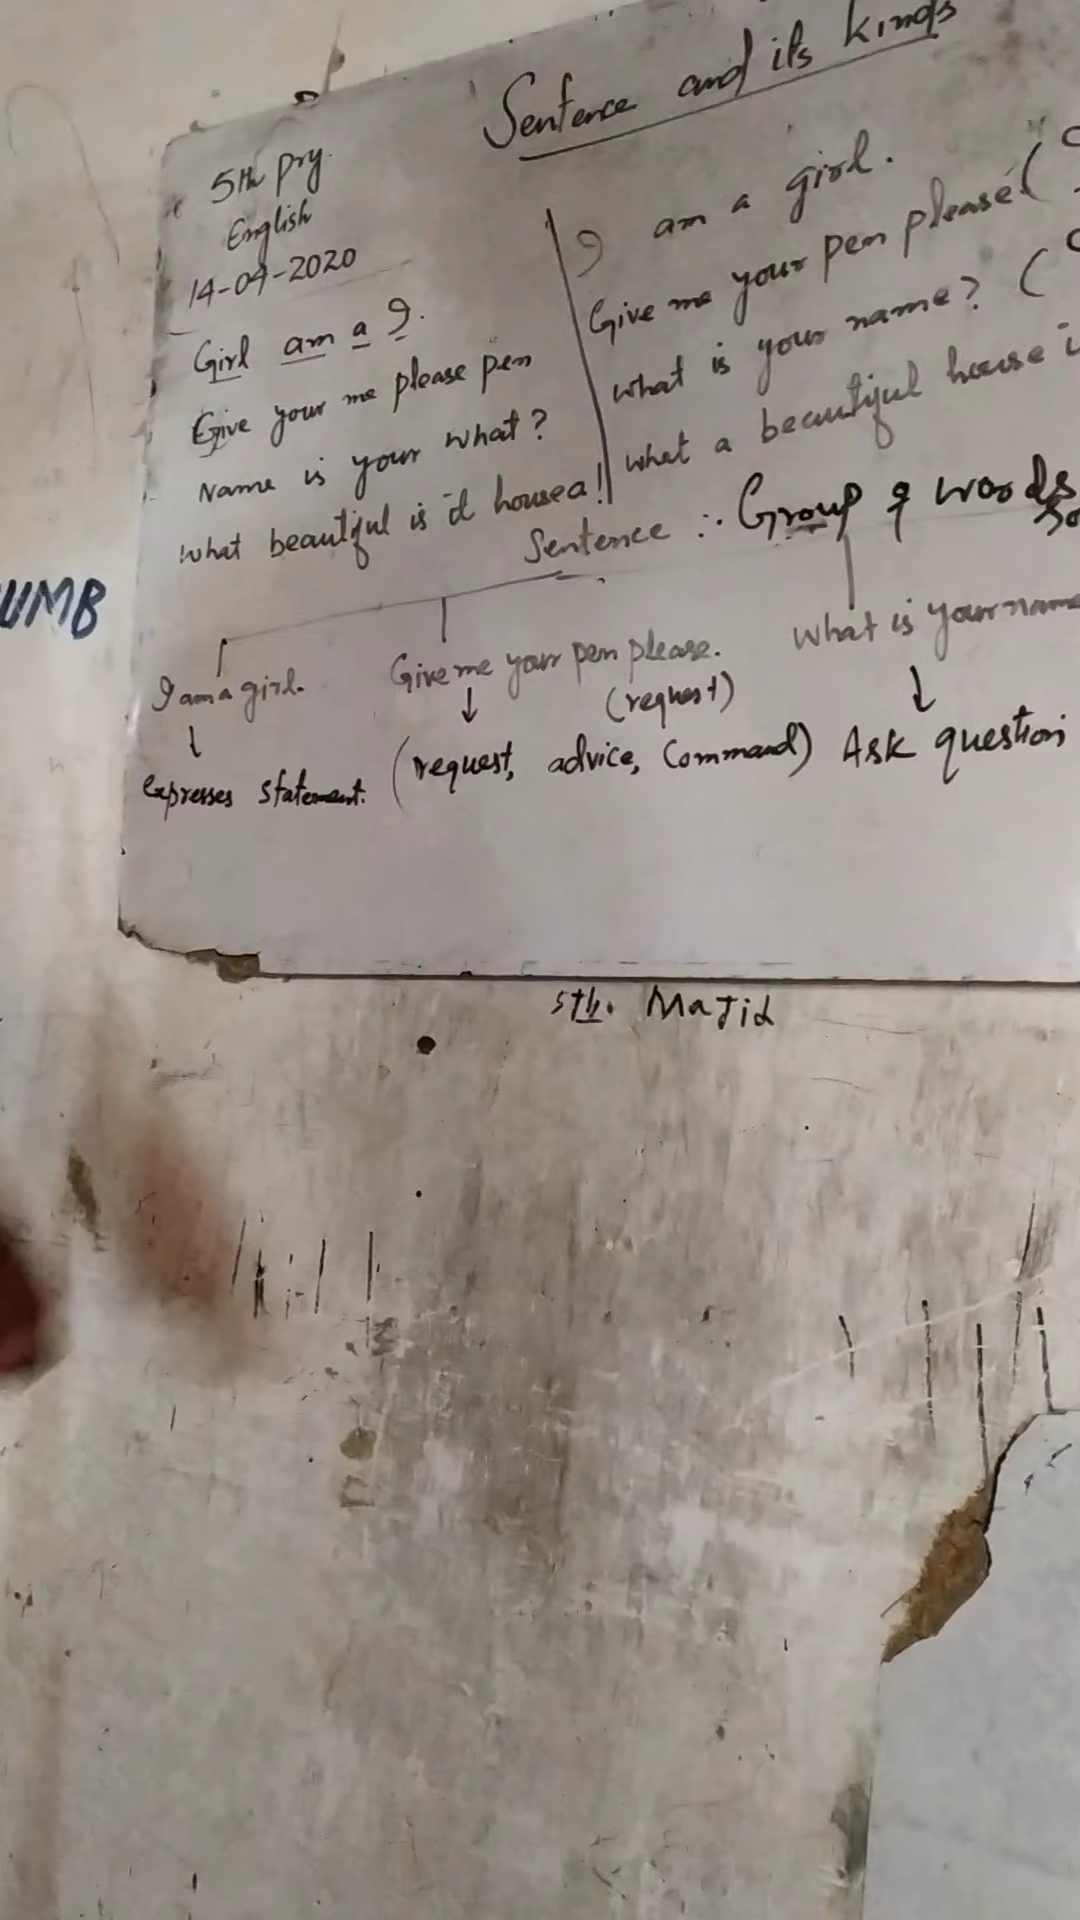 Sentence and its kinds
5th pry.
English
14-04-2020
Girl am a I.
Give your me please pen
Name is your what?
What beautiful is it house a!
I am a girl.
Give me your pen please. (
What is your name? (
What a beautiful house i
Sentence : Group of words
I am a girl.
Give me your pen please.
What is your name
(request)
expresses statement.
(request, advice, Command)
Ask question
UMB
5th. Majid